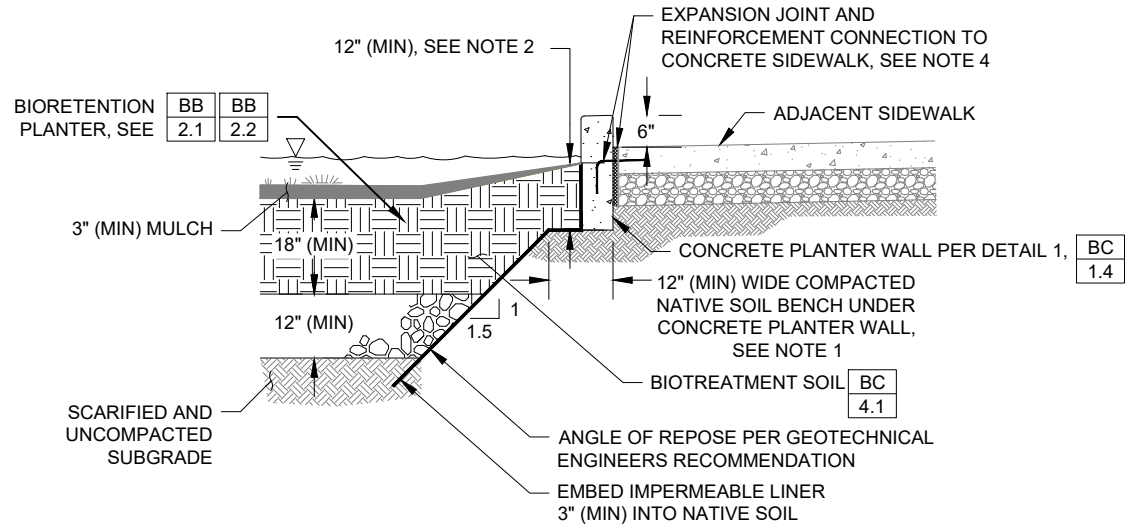 EXPANSION JOINT AND
REINFORCEMENT CONNECTION TO
CONCRETE SIDEWALK, SEE NOTE 4
12" (MIN), SEE NOTE 2
BIORETENTION
PLANTER, SEE
BB
2.1
BB
2.2
6"
ADJACENT SIDEWALK
3" (MIN) MULCH
18" (MIN)
CONCRETE PLANTER WALL PER DETAIL 1,
BC
1.4
12" (MIN) WIDE COMPACTED
NATIVE SOIL BENCH UNDER
CONCRETE PLANTER WALL,
SEE NOTE 1
12" (MIN)
1
1.5
BIOTREATMENT SOIL
BC
4.1
SCARIFIED AND
UNCOMPACTED
SUBGRADE
ANGLE OF REPOSE PER GEOTECHNICAL
ENGINEERS RECOMMENDATION
EMBED IMPERMEABLE LINER
3" (MIN) INTO NATIVE SOIL